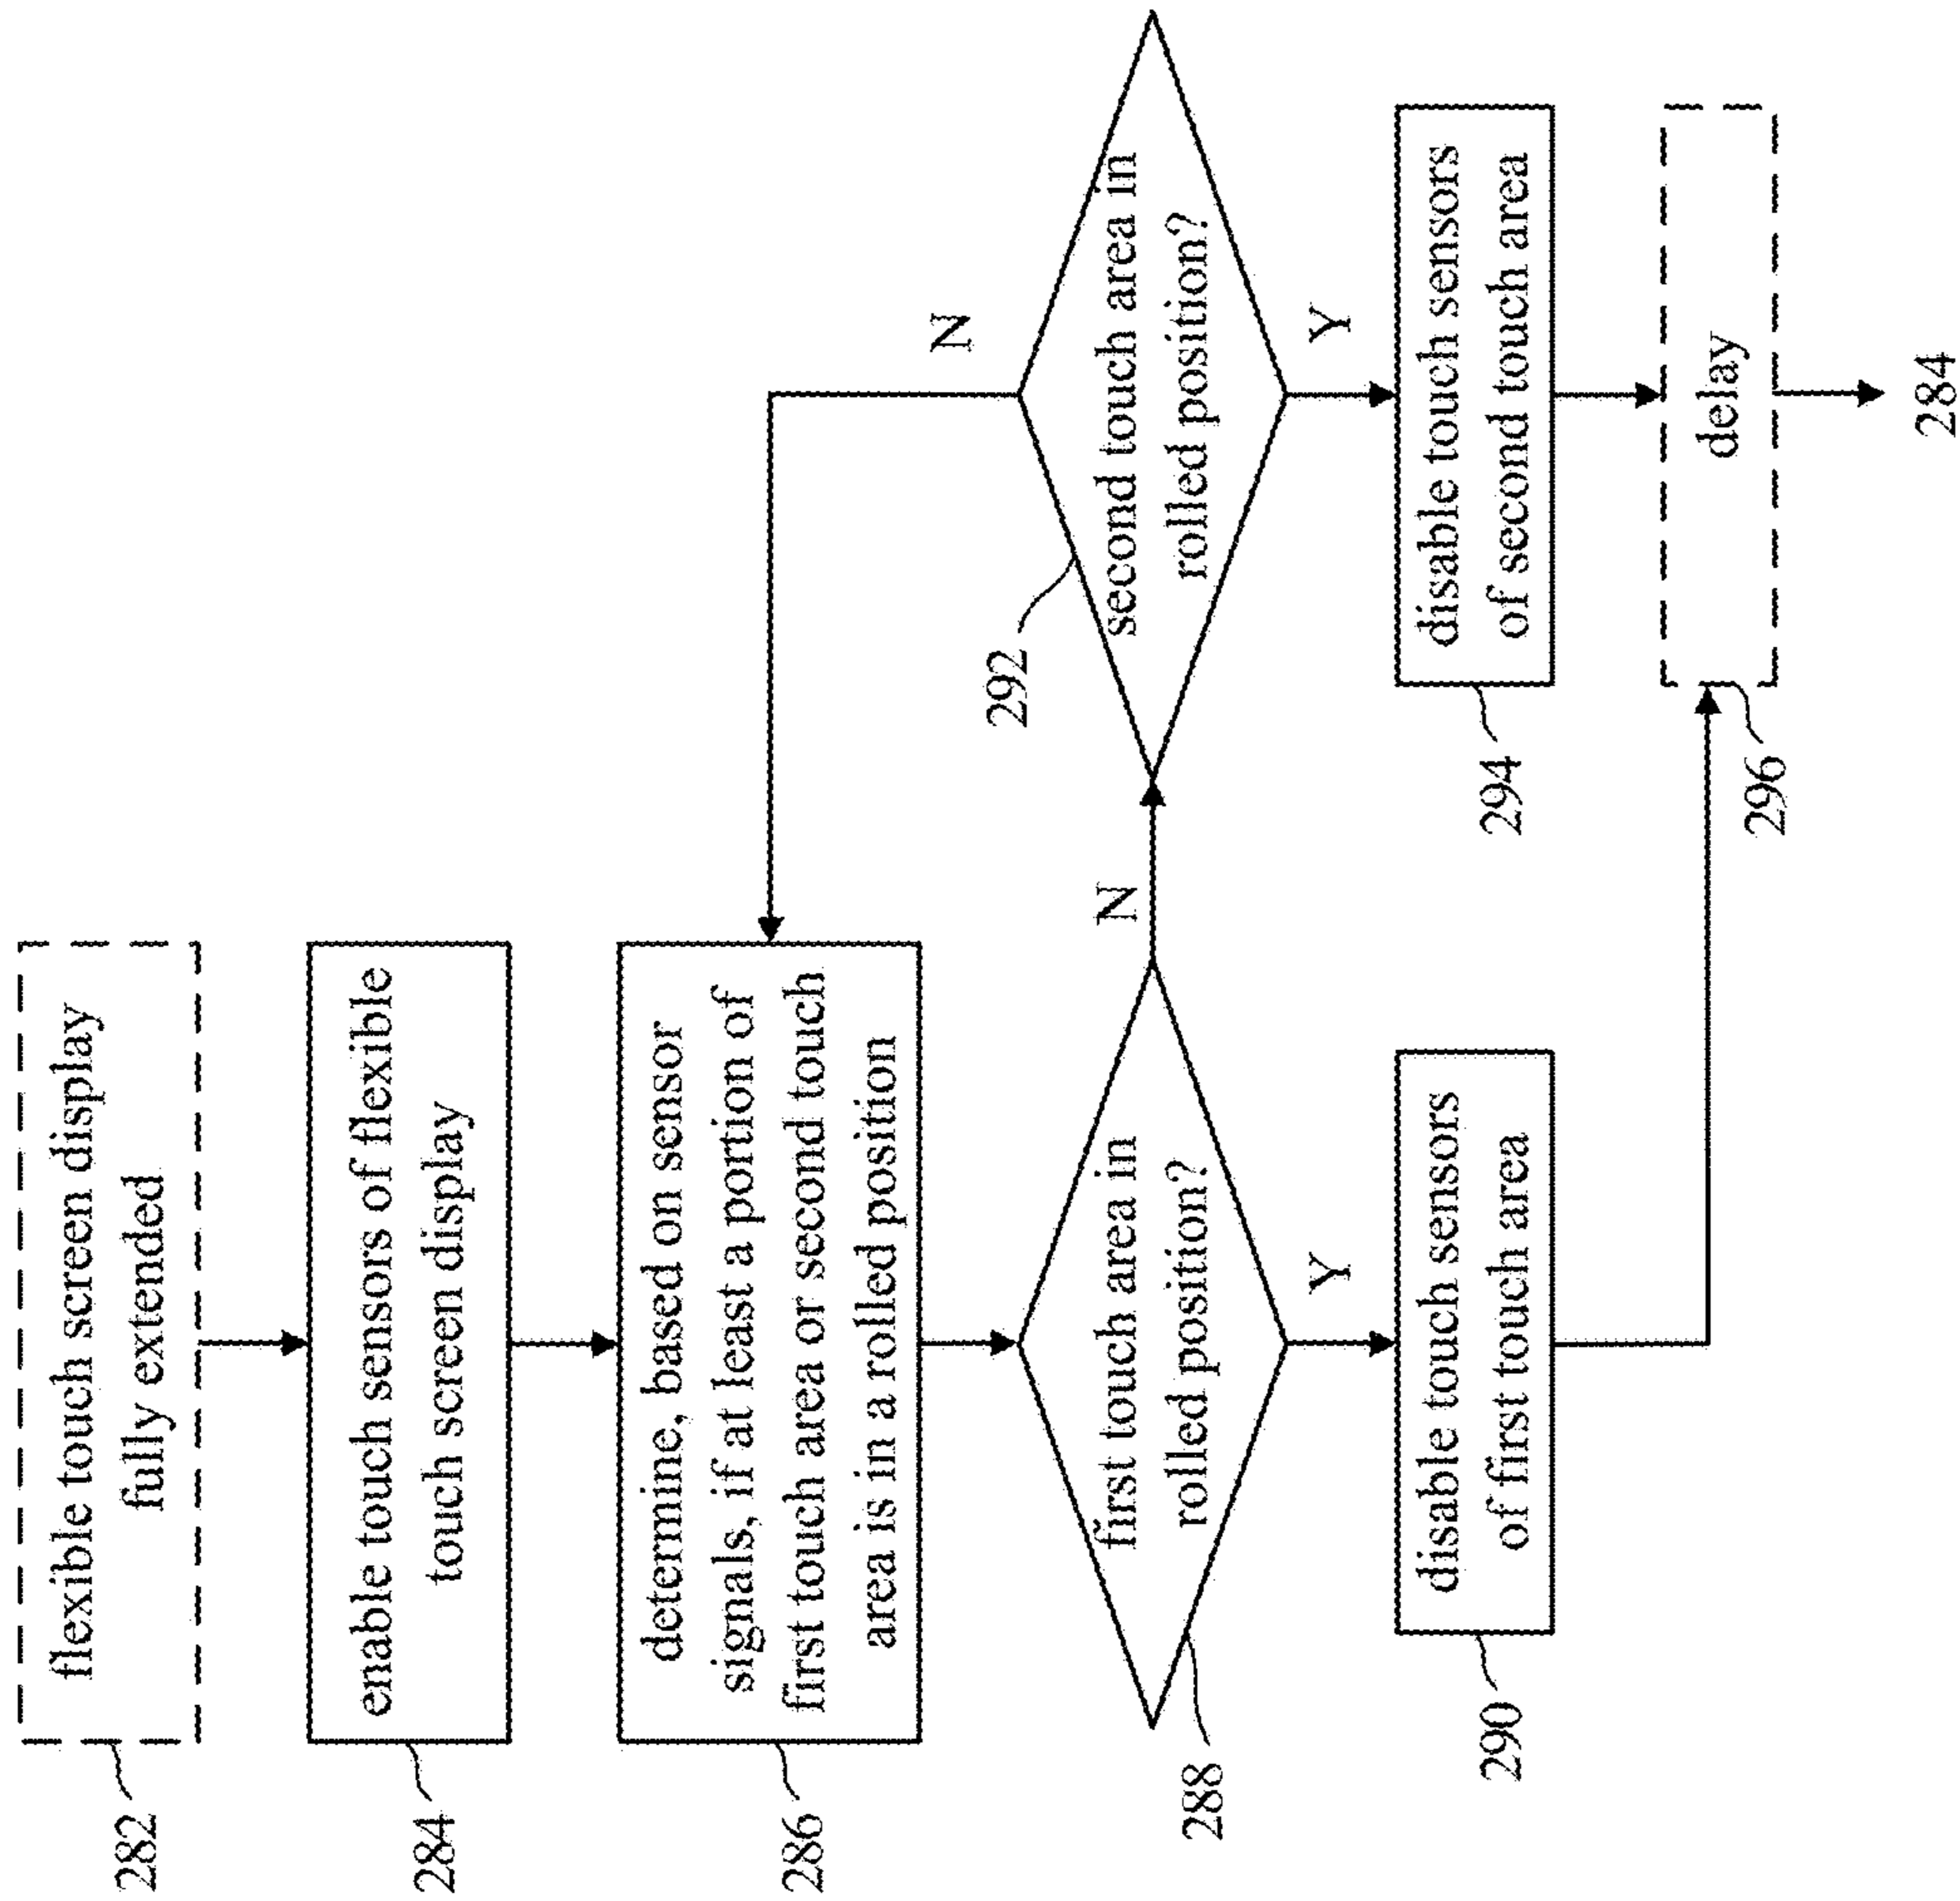 282
flexible touch screen display
fully extended
284
enable touch sensors of flexible
touch screen display
286
determine, based on sensor
signals, if at least a portion of
first touch area or second touch
area is in a rolled position
288
first touch area in
rolled position?
N
Y
290
disable touch sensors
of first touch area
292
second touch area in
rolled position?
N
Y
294
disable touch sensors
of second touch area
296
delay
284